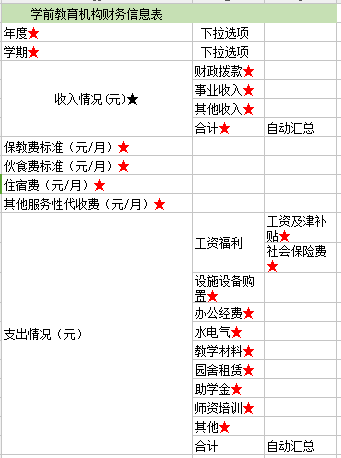 学前教育机构财务信息表
年度★ 下拉选项
学期★ 下拉选项
收入情况(元)★
财政拨款★
事业收入★
其他收入★
合计★ 自动汇总
保教费标准（元/月）★
伙食费标准（元/月）★
住宿费（元/月）★
其他服务性代收费（元/月）★
支出情况（元）
工资福利
工资及津补
贴★
社会保险费
★
设施设备购
置★
办公经费★
水电气★
教学材料★
园舍租赁★
助学金★
师资培训★
其他★
合计 自动汇总